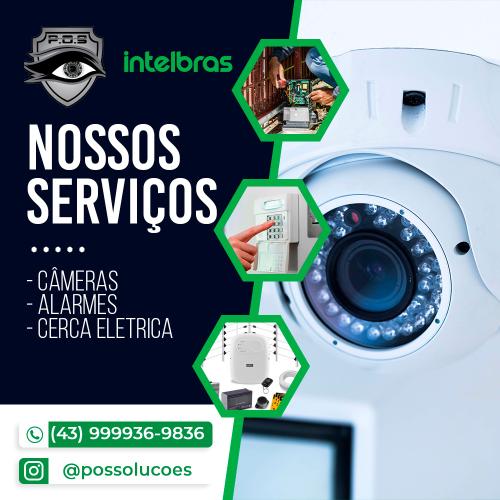 P.O.S
intelbras
NOSSOS
SERVIÇOS
- CÂMERAS
- ALARMES
- CERCA ELETRICA
(43) 999936-9836
@possolucoes